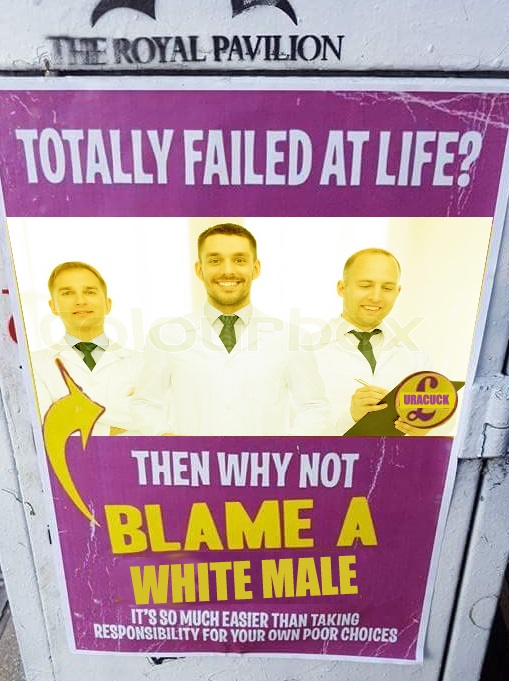 THE ROYAL PAVILION
TOTALLY FAILED AT LIFE?
Colourbox
£
URACUCK
THEN WHY NOT
BLAME A
WHITE MALE
IT'S SO MUCH EASIER THAN TAKING
RESPONSIBILITY FOR YOUR OWN POOR CHOICES